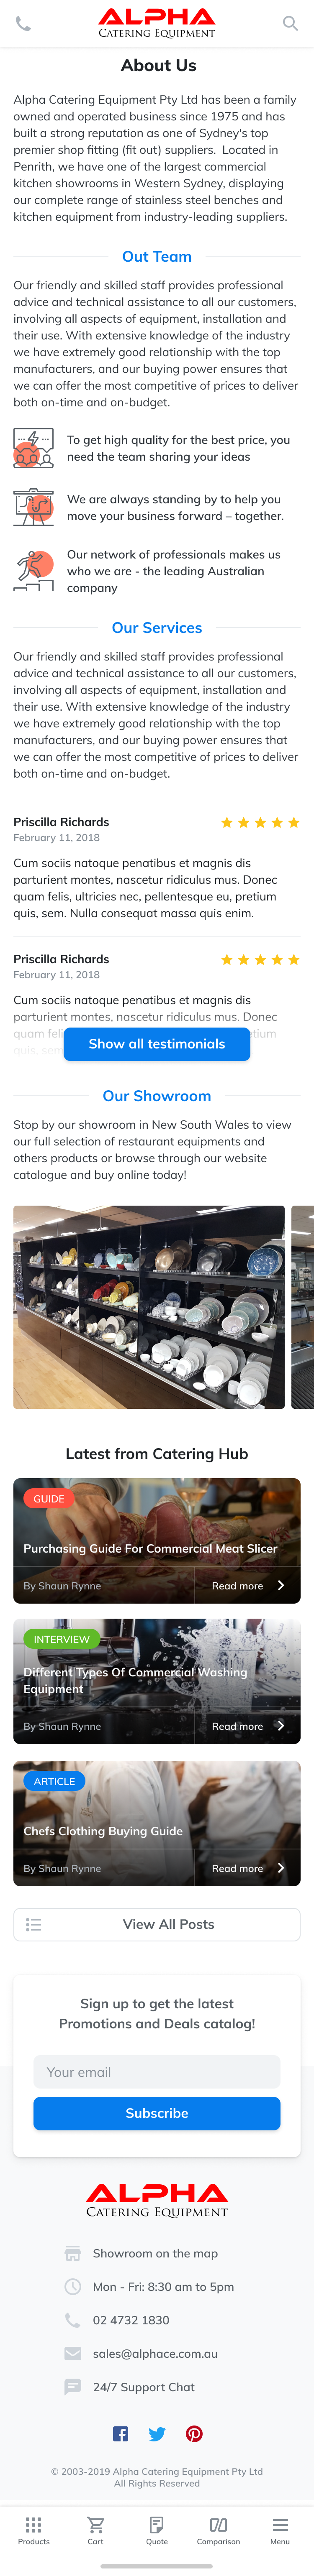 ALPHA
CATERING EQUIPMENT
About Us
Alpha Catering Equipment Pty Ltd has been a family
owned and operated business since 1975 and has
built a strong reputation as one of Sydney's top
premier shop fitting (fit out) suppliers. Located in
Penrith, we have one of the largest commercial
kitchen showrooms in Western Sydney, displaying
our complete range of stainless steel benches and
kitchen equipment from industry-leading suppliers.
Out Team
Our friendly and skilled staff provides professional
advice and technical assistance to all our customers,
involving all aspects of equipment, installation and
their use. With extensive knowledge of the industry
we have extremely good relationship with the top
manufacturers, and our buying power ensures that
we can offer the most competitive of prices to deliver
both on-time and on-budget.
To get high quality for the best price, you
need the team sharing your ideas
We are always standing by to help you
move your business forward – together.
Our network of professionals makes us
who we are - the leading Australian
company
Our Services
Our friendly and skilled staff provides professional
advice and technical assistance to all our customers,
involving all aspects of equipment, installation and
their use. With extensive knowledge of the industry
we have extremely good relationship with the top
manufacturers, and our buying power ensures that
we can offer the most competitive of prices to deliver
both on-time and on-budget.
Priscilla Richards
February 11, 2018
Cum sociis natoque penatibus et magnis dis
parturient montes, nascetur ridiculus mus. Donec
quam felis, ultricies nec, pellentesque eu, pretium
quis, sem. Nulla consequat massa quis enim.
Priscilla Richards
February 11, 2018
Cum sociis natoque penatibus et magnis dis
parturient montes, nascetur ridiculus mus. Donec
quam
Show all testimonials
Our Showroom
Stop by our showroom in New South Wales to view
our full selection of restaurant equipments and
others products or browse through our website
catalogue and buy online today!
Latest from Catering Hub
GUIDE
Purchasing Guide For Commercial Meat Slicer
By Shaun Rynne Read more
INTERVIEW
Different Types Of Commercial Washing
Equipment
By Shaun Rynne Read more
ARTICLE
Chefs Clothing Buying Guide
By Shaun Rynne Read more
View All Posts
Sign up to get the latest
Promotions and Deals catalog!
Your email
Subscribe
ALPHA
CATERING EQUIPMENT
Showroom on the map
Mon - Fri: 8:30 am to 5pm
02 4732 1830
sales@alphace.com.au
24/7 Support Chat
© 2003-2019 Alpha Catering Equipment Pty Ltd
All Rights Reserved
Products Cart Quote Comparison Menu